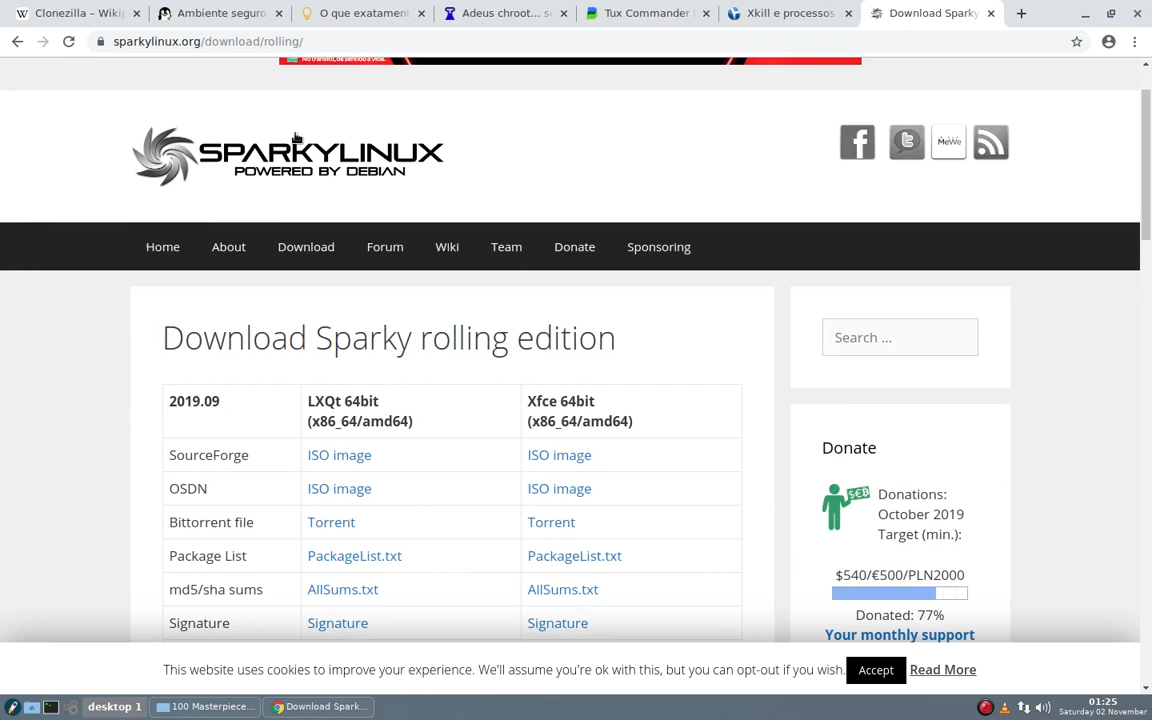 Clonezilla – Wikip
Ambiente seguro
O que exatament
Adeus chroot... s
Tux Commander
Xkill e processos
Download Sparky
sparkylinux.org/download/rolling/
No trânsito, dê sentido à vida.
SPARKYLINUX
POWERED BY DEBIAN
MeWe
Home
About
Download
Forum
Wiki
Team
Donate
Sponsoring
Download Sparky rolling edition
Search ...
2019.09
LXQt 64bit
(x86_64/amd64)
Xfce 64bit
(x86_64/amd64)
SourceForge
ISO image
ISO image
OSDN
ISO image
ISO image
Bittorrent file
Torrent
Torrent
Package List
PackageList.txt
PackageList.txt
md5/sha sums
AllSums.txt
AllSums.txt
Signature
Signature
Signature
Donate
Donations:
October 2019
Target (min.):
$540/€500/PLN2000
Donated: 77%
Your monthly support
This website uses cookies to improve your experience. We'll assume you're ok with this, but you can opt-out if you wish.
Accept
Read More
desktop 1
100 Masterpiece...
Download Spark...
01:25
Saturday 02 November